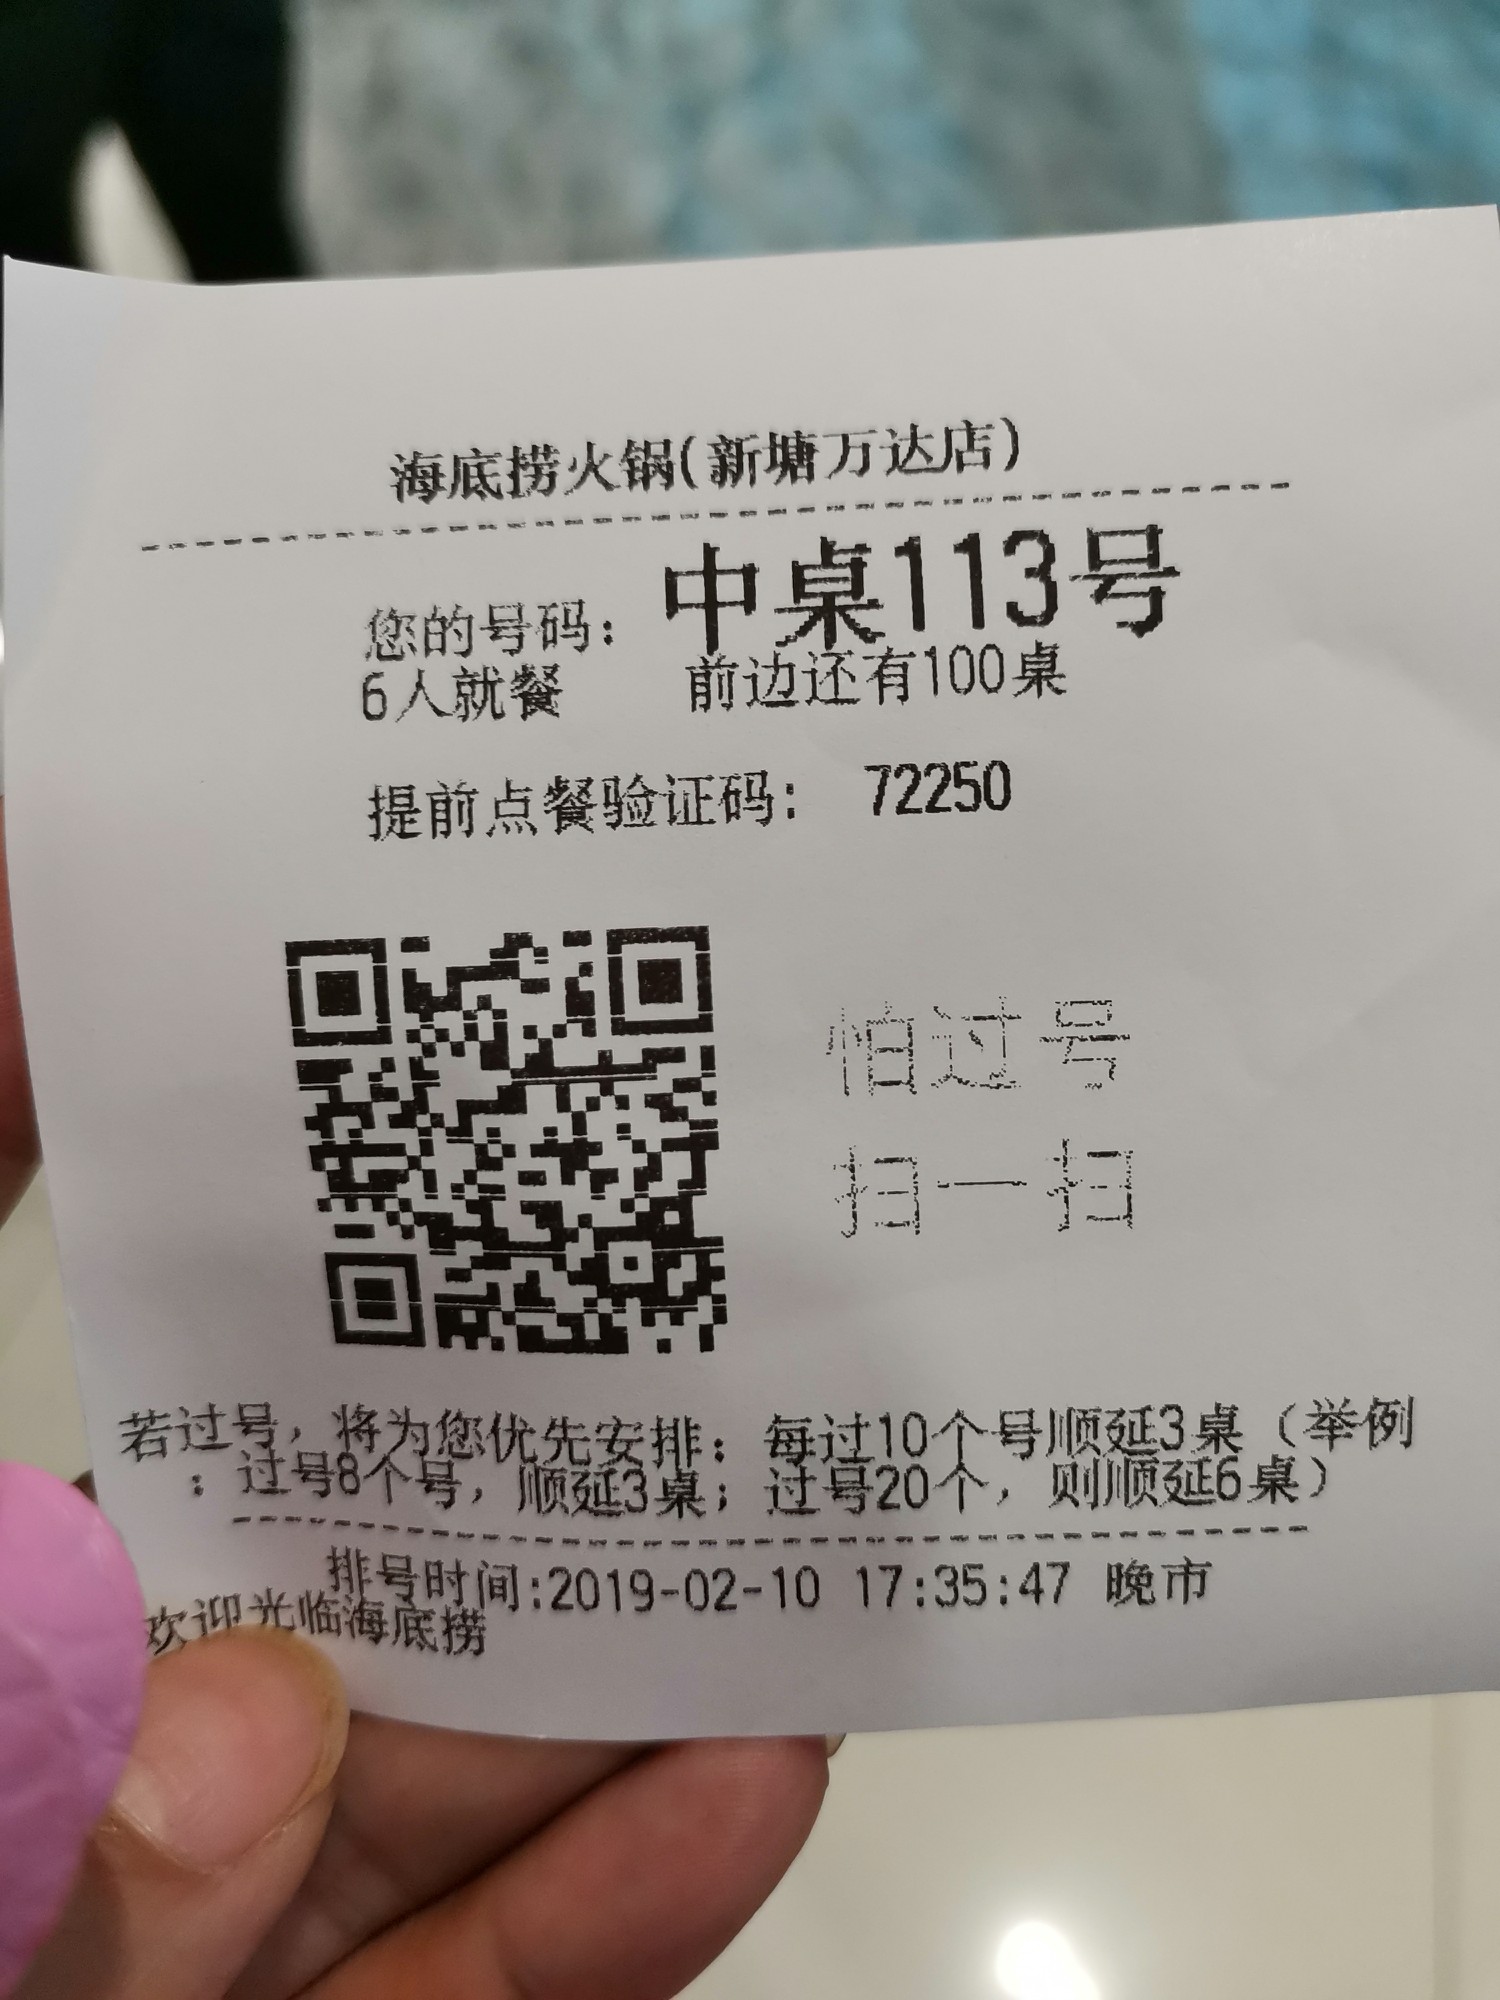 海底捞火锅(新塘万达店)
您的号码：中桌113号
6人就餐 前边还有100桌
提前点餐验证码： 72250
怕过号
扫一扫
若过号，将为您优先安排：每过10个号顺延3桌（举例
：过号8个号，顺延3桌；过号20个，则顺延6桌）
排号时间:2019-02-10 17:35:47 晚市
欢迎光临海底捞